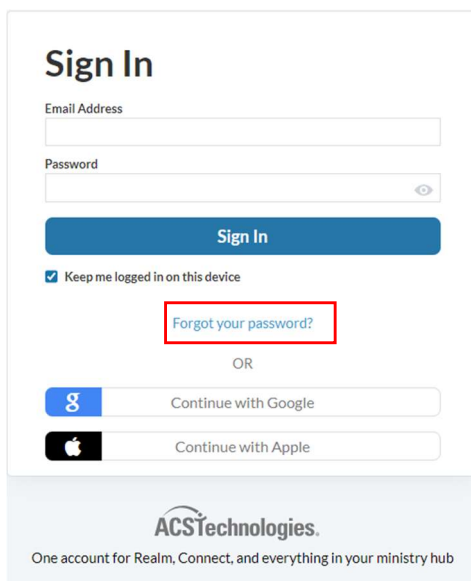 Sign In
Email Address
Password
Sign In
Keep me logged in on this device
Forgot your password?
OR
g Continue with Google
Continue with Apple
ACSTechnologies.
One account for Realm, Connect, and everything in your ministry hub